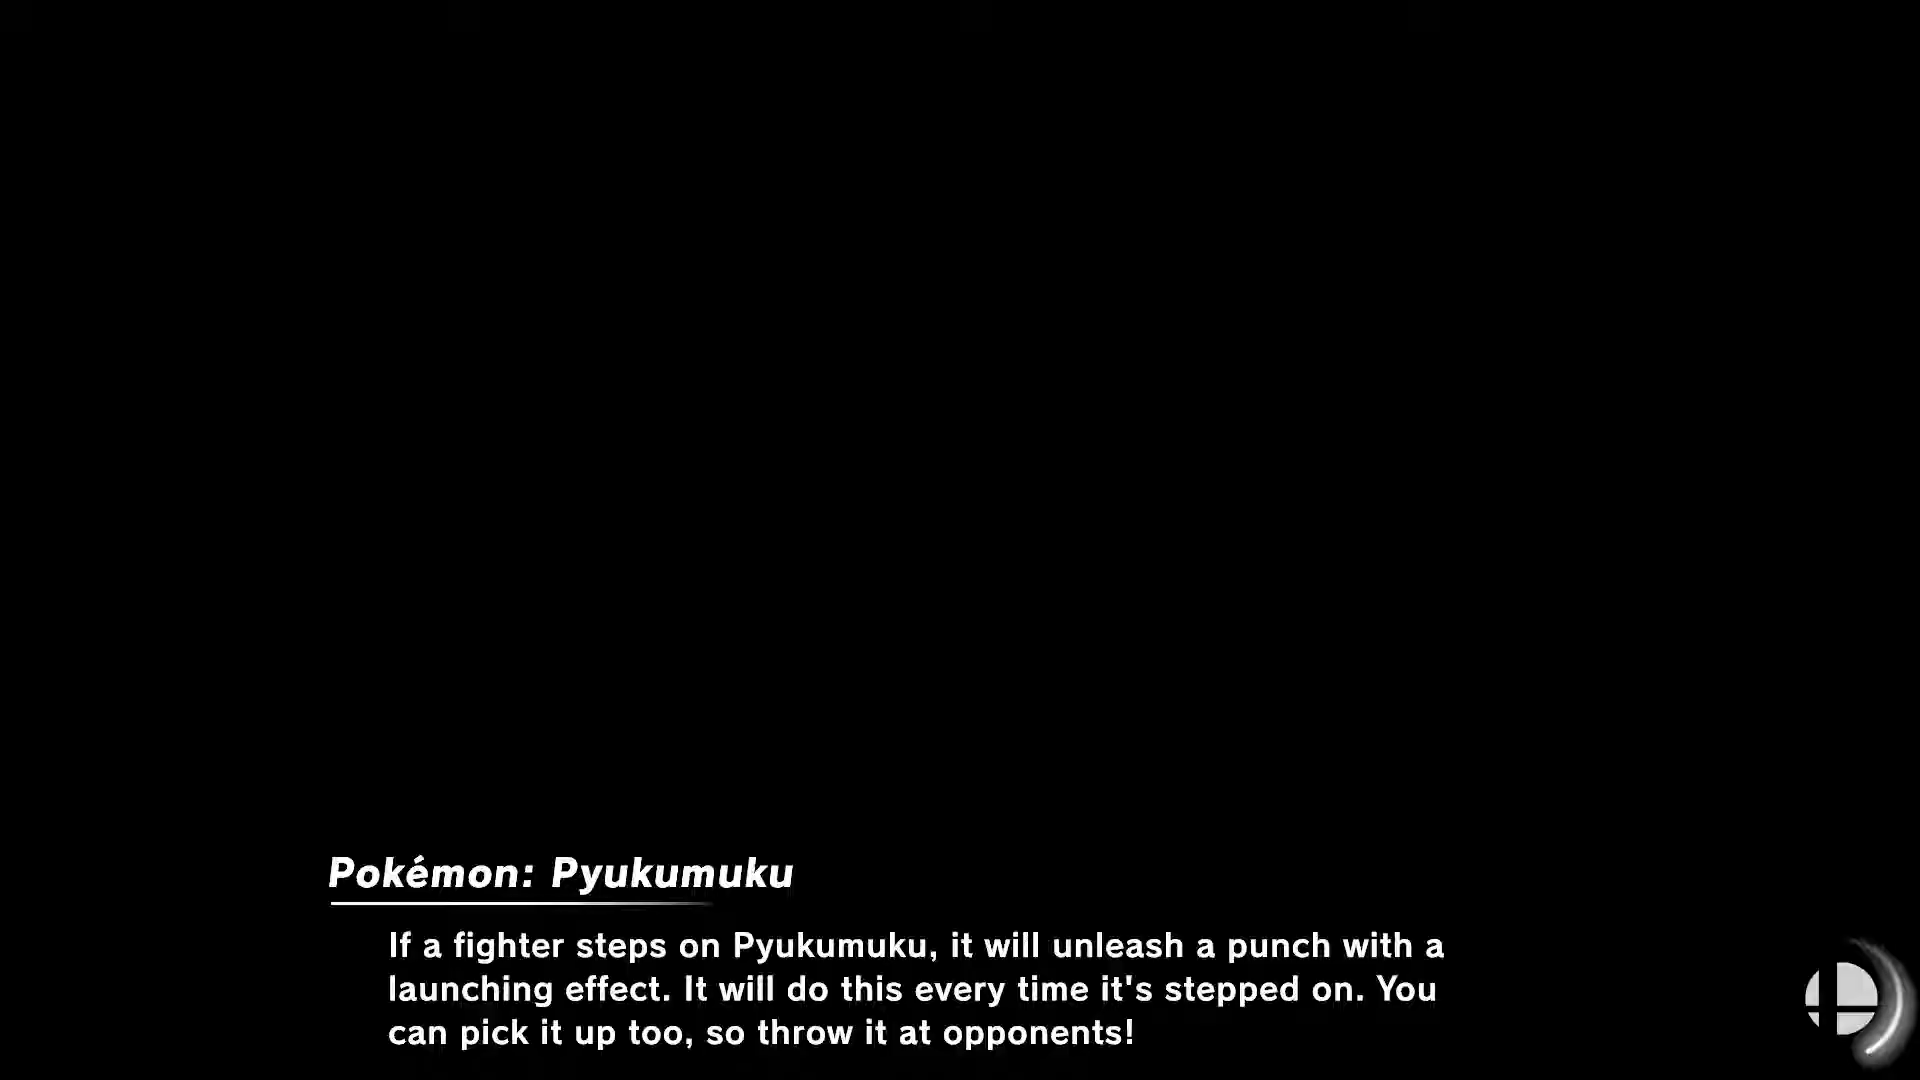 Pokémon: Pyukumuku
If a fighter steps on Pyukumuku, it will unleash a punch with a
launching effect. It will do this every time it's stepped on. You
can pick it up too, so throw it at opponents!